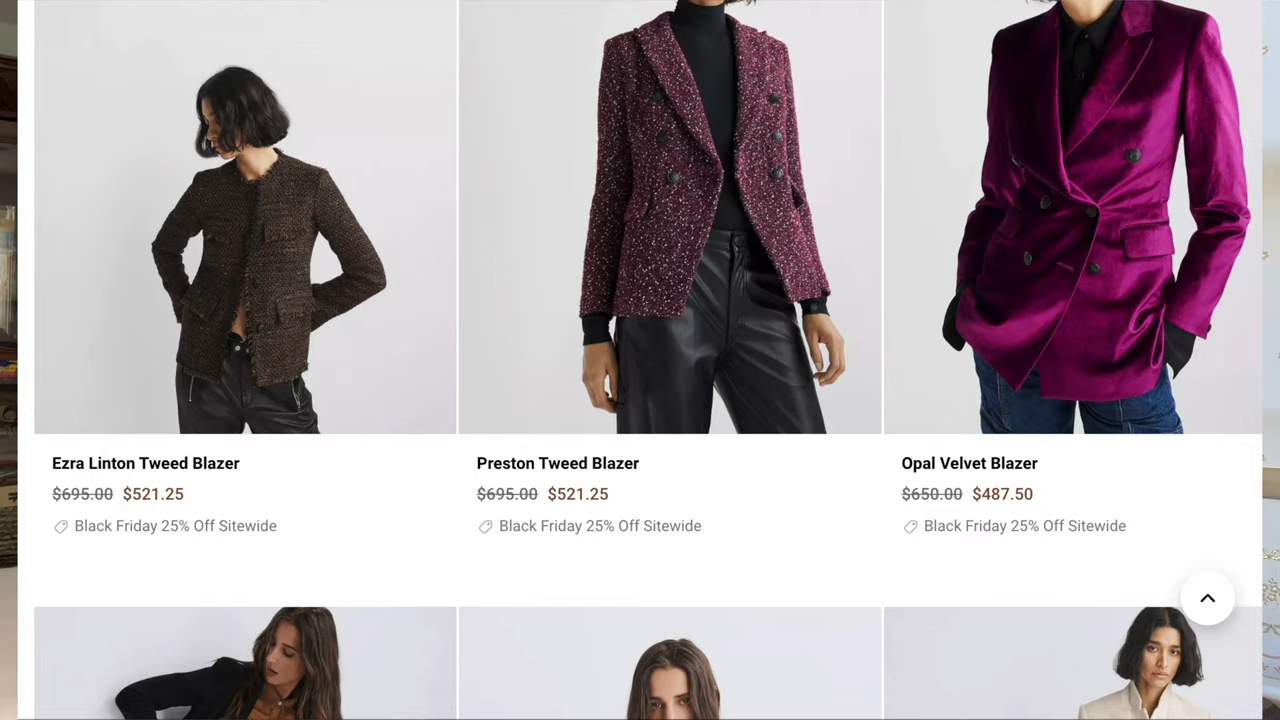 Ezra Linton Tweed Blazer
$695.00 $521.25
Black Friday 25% Off Sitewide
Preston Tweed Blazer
$695.00 $521.25
Black Friday 25% Off Sitewide
Opal Velvet Blazer
$650.00 $487.50
Black Friday 25% Off Sitewide